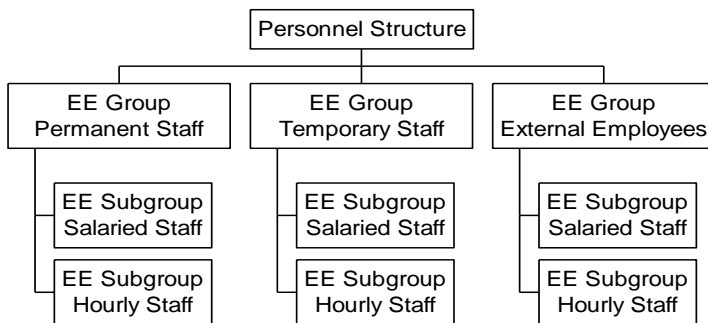 Personnel Structure
EE Group
Permanent Staff
EE Group
Temporary Staff
EE Group
External Employees
EE Subgroup
Salaried Staff
EE Subgroup
Salaried Staff
EE Subgroup
Salaried Staff
EE Subgroup
Hourly Staff
EE Subgroup
Hourly Staff
EE Subgroup
Hourly Staff